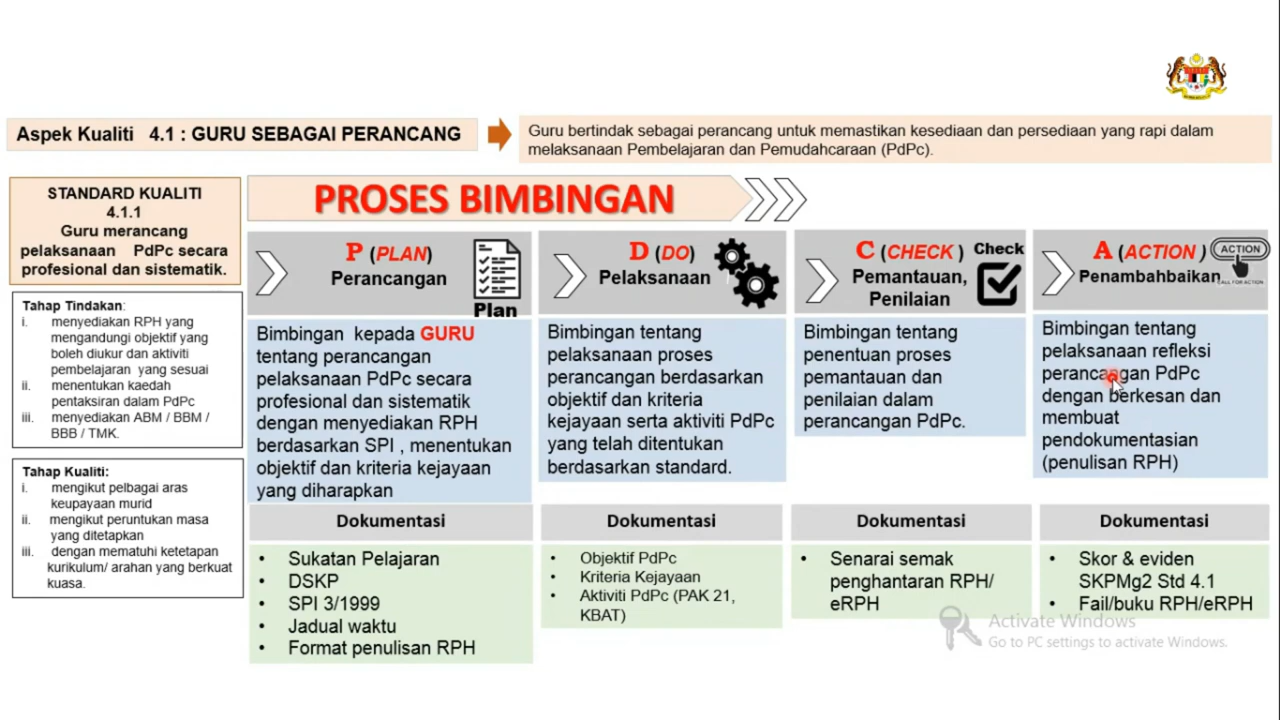 Aspek Kualiti 4.1 : GURU SEBAGAI PERANCANG
Guru bertindak sebagai perancang untuk memastikan kesediaan dan persediaan yang rapi dalam
melaksanaan Pembelajaran dan Pemudahcaraan (PdPc).
STANDARD KUALITI
4.1.1
Guru merancang
pelaksanaan PdPc secara
profesional dan sistematik.
Tahap Tindakan:
i. menyediakan RPH yang
mengandungi objektif yang
boleh diukur dan aktiviti
pembelajaran yang sesuai
ii. menentukan kaedah
pentaksiran dalam PdPc
iii. menyediakan ABM / BBM /
BBB / TMK.
Tahap Kualiti:
i. mengikut pelbagai aras
keupayaan murid
ii. mengikut peruntukan masa
yang ditetapkan
iii. dengan mematuhi ketetapan
kurikulum/ arahan yang berkuat
kuasa.
PROSES BIMBINGAN
P (PLAN)
Perancangan
Plan
Bimbingan kepada GURU
tentang perancangan
pelaksanaan PdPc secara
profesional dan sistematik
dengan menyediakan RPH
berdasarkan SPI , menentukan
objektif dan kriteria kejayaan
yang diharapkan
Dokumentasi
• Sukatan Pelajaran
• DSKP
• SPI 3/1999
• Jadual waktu
• Format penulisan RPH
D (DO)
Pelaksanaan
Bimbingan tentang
pelaksanaan proses
perancangan berdasarkan
objektif dan kriteria
kejayaan serta aktiviti PdPc
yang telah ditentukan
berdasarkan standard.
Dokumentasi
• Objektif PdPc
• Kriteria Kejayaan
• Aktiviti PdPc (PAK 21,
KBAT)
C (CHECK )
Check
Pemantauan,
Penilaian
Bimbingan tentang
penentuan proses
pemantauan dan
penilaian dalam
perancangan PdPc.
Dokumentasi
• Senarai semak
penghantaran RPH/
eRPH
A (ACTION )
ACTION
Penambahbaikan
CALL FOR ACTION
Bimbingan tentang
pelaksanaan refleksi
perancangan PdPc
dengan berkesan dan
membuat
pendokumentasian
(penulisan RPH)
Dokumentasi
• Skor & eviden
SKPMg2 Std 4.1
• Fail/buku RPH/eRPH
Activate Windows
Go to PC settings to activate Windows.